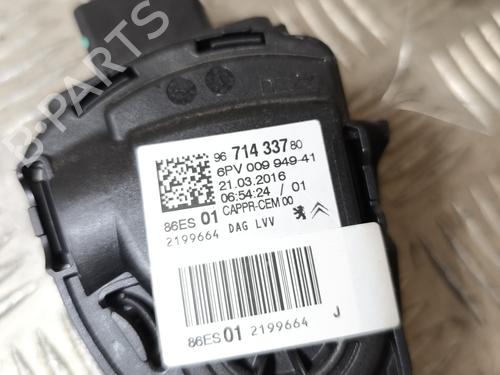 B-PARTS
96 714 337 80
6PV 009 949-41
21.03.2016
06:54:24 / 01
CAPPR-CEM 00
86ES 01
2199664 DAG LVV
86ES 01 2199664 J